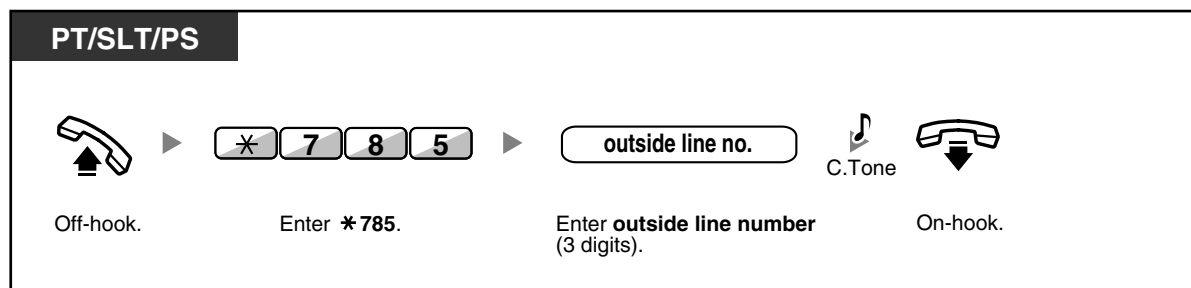 PT/SLT/PS
* 7 8 5
outside line no.
C.Tone
Off-hook.
Enter *785.
Enter outside line number
(3 digits).
On-hook.